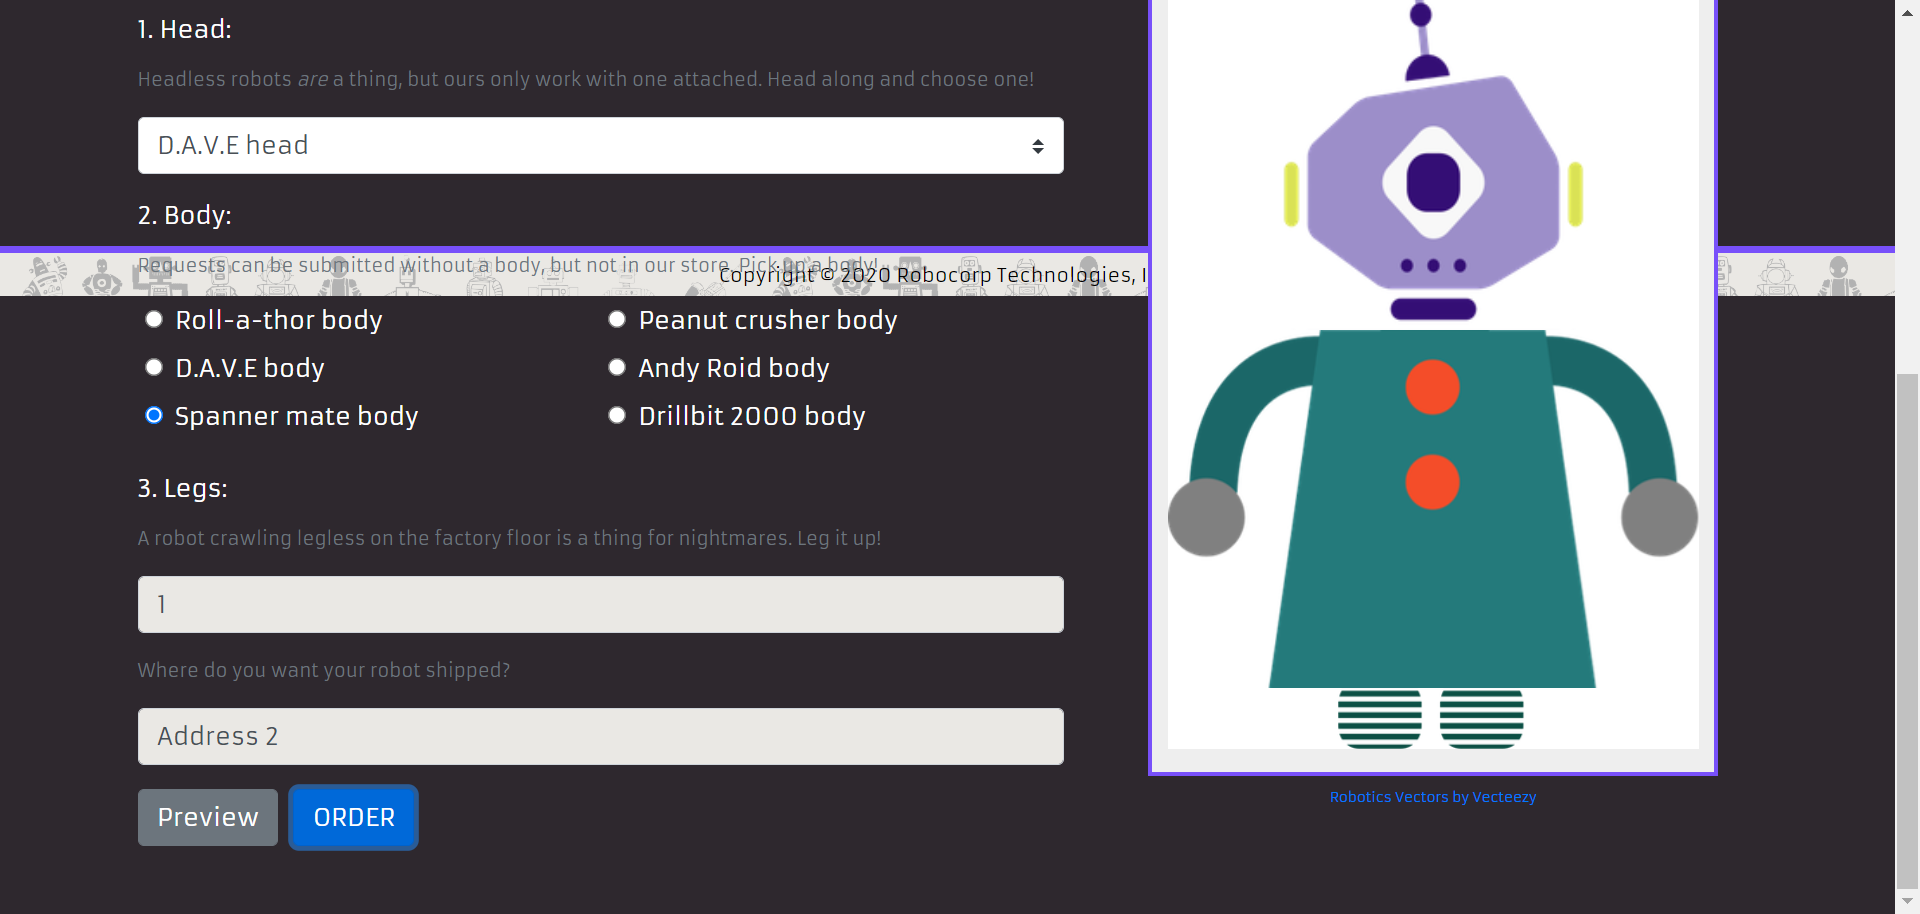 1. Head:
Headless robots are a thing, but ours only work with one attached. Head along and choose one!
D.A.V.E head
2. Body:
Requests can be submitted without a body, but not in our store. Pick up a body!
Copyright © 2020 Robocorp Technologies, I
Roll-a-thor body
Peanut crusher body
D.A.V.E body
Andy Roid body
Spanner mate body
Drillbit 2000 body
3. Legs:
A robot crawling legless on the factory floor is a thing for nightmares. Leg it up!
1
Where do you want your robot shipped?
Address 2
Preview
ORDER
Robotics Vectors by Vecteezy